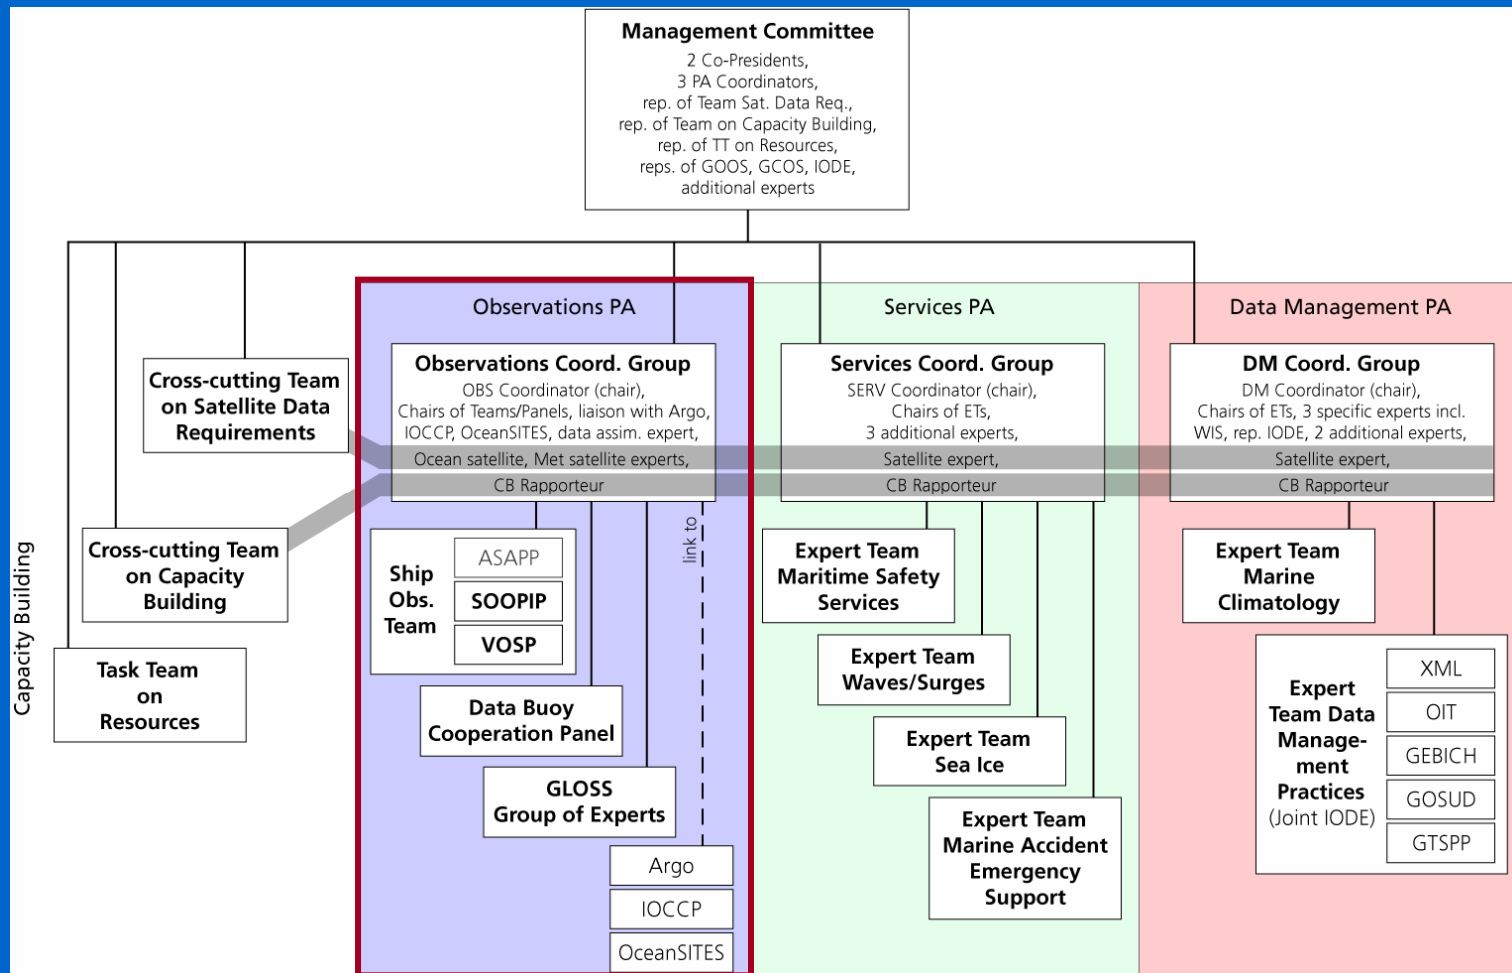 Management Committee
2 Co-Presidents,
3 PA Coordinators,
rep. of Team Sat. Data Req.,
rep. of Team on Capacity Building,
rep. of TT on Resources,
reps. of GOOS, GCOS, IODE,
additional experts
Capacity Building
Cross-cutting Team
on Satellite Data
Requirements
Cross-cutting Team
on Capacity
Building
Task Team
on
Resources
Observations PA
Observations Coord. Group
OBS Coordinator (chair),
Chairs of Teams/Panels, liaison with Argo,
IOCCP, OceanSITES, data assim. expert,
Ocean satellite, Met satellite experts,
CB Rapporteur
Ship
Obs.
Team
ASAPP
SOOPIP
VOSP
link to
Data Buoy
Cooperation Panel
GLOSS
Group of Experts
Argo
IOCCP
OceanSITES
Services PA
Services Coord. Group
SERV Coordinator (chair),
Chairs of ETs,
3 additional experts,
Satellite expert,
CB Rapporteur
Expert Team
Maritime Safety
Services
Expert Team
Waves/Surges
Expert Team
Sea Ice
Expert Team
Marine Accident
Emergency
Support
Data Management PA
DM Coord. Group
DM Coordinator (chair),
Chairs of ETs, 3 specific experts incl.
WIS, rep. IODE, 2 additional experts,
Satellite expert,
CB Rapporteur
Expert Team
Marine
Climatology
Expert
Team Data
Manage-
ment
Practices
(Joint IODE)
XML
OIT
GEBICH
GOSUD
GTSPP